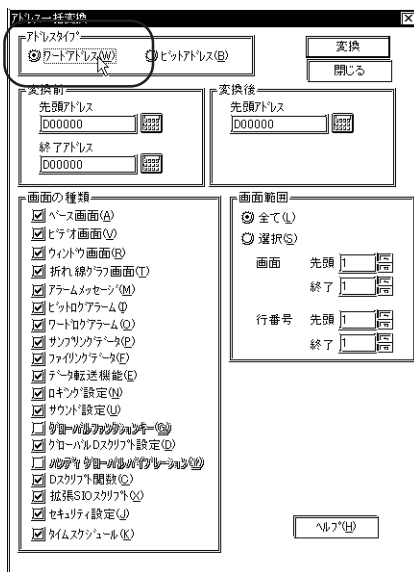 アドレス一括変換
アドレスタイプ
ワードアドレス(W)
ビットアドレス(B)
変換
閉じる
変換前
先頭アドレス
D00000
終了アドレス
D00000
変換後
先頭アドレス
D00000
画面の種類
ベース画面(A)
ビデオ画面(V)
ウィンドウ画面(R)
折れ線グラフ画面(T)
アラームメッセージ(M)
ビットログアラーム(I)
ワードログアラーム(O)
サンプリングデータ(P)
ファイリングデータ(F)
データ転送機能(E)
ロギング設定(N)
サウンド設定(U)
グローバルファンクションキー(G)
グローバルDスクリプト設定(D)
ハンディ グローバルバイブレーション(Y)
Dスクリプト関数(C)
拡張SIOスクリプト(X)
セキュリティ設定(J)
タイムスケジュール(K)
画面範囲
全て(L)
選択(S)
画面 先頭 1
終了 1
行番号 先頭 1
終了 1
ヘルプ(H)